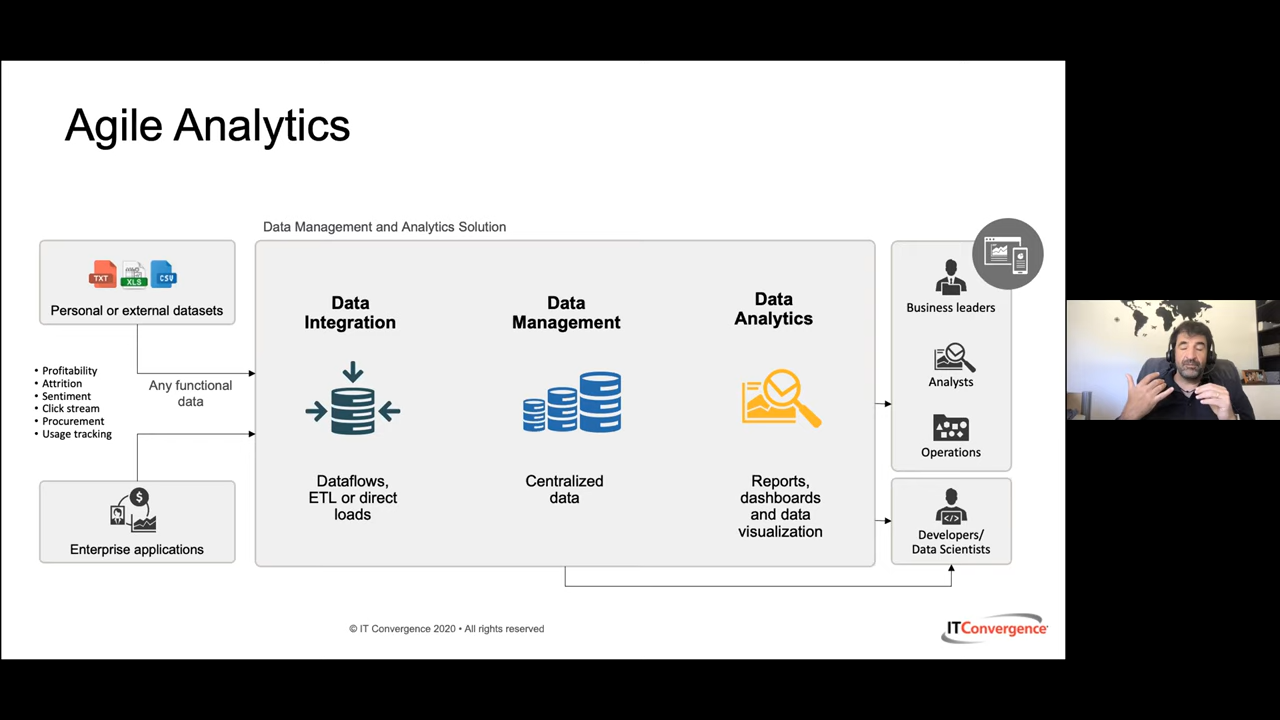 Agile Analytics
Data Management and Analytics Solution
TXT
XLS
CSV
Personal or external datasets
• Profitability
• Attrition
• Sentiment
• Click stream
• Procurement
• Usage tracking
Any functional
data
Enterprise applications
Data
Integration
Dataflows,
ETL or direct
loads
Data
Management
Centralized
data
Data
Analytics
Reports,
dashboards
and data
visualization
Business leaders
Analysts
Operations
Developers/
Data Scientists
© IT Convergence 2020 • All rights reserved
ITConvergence